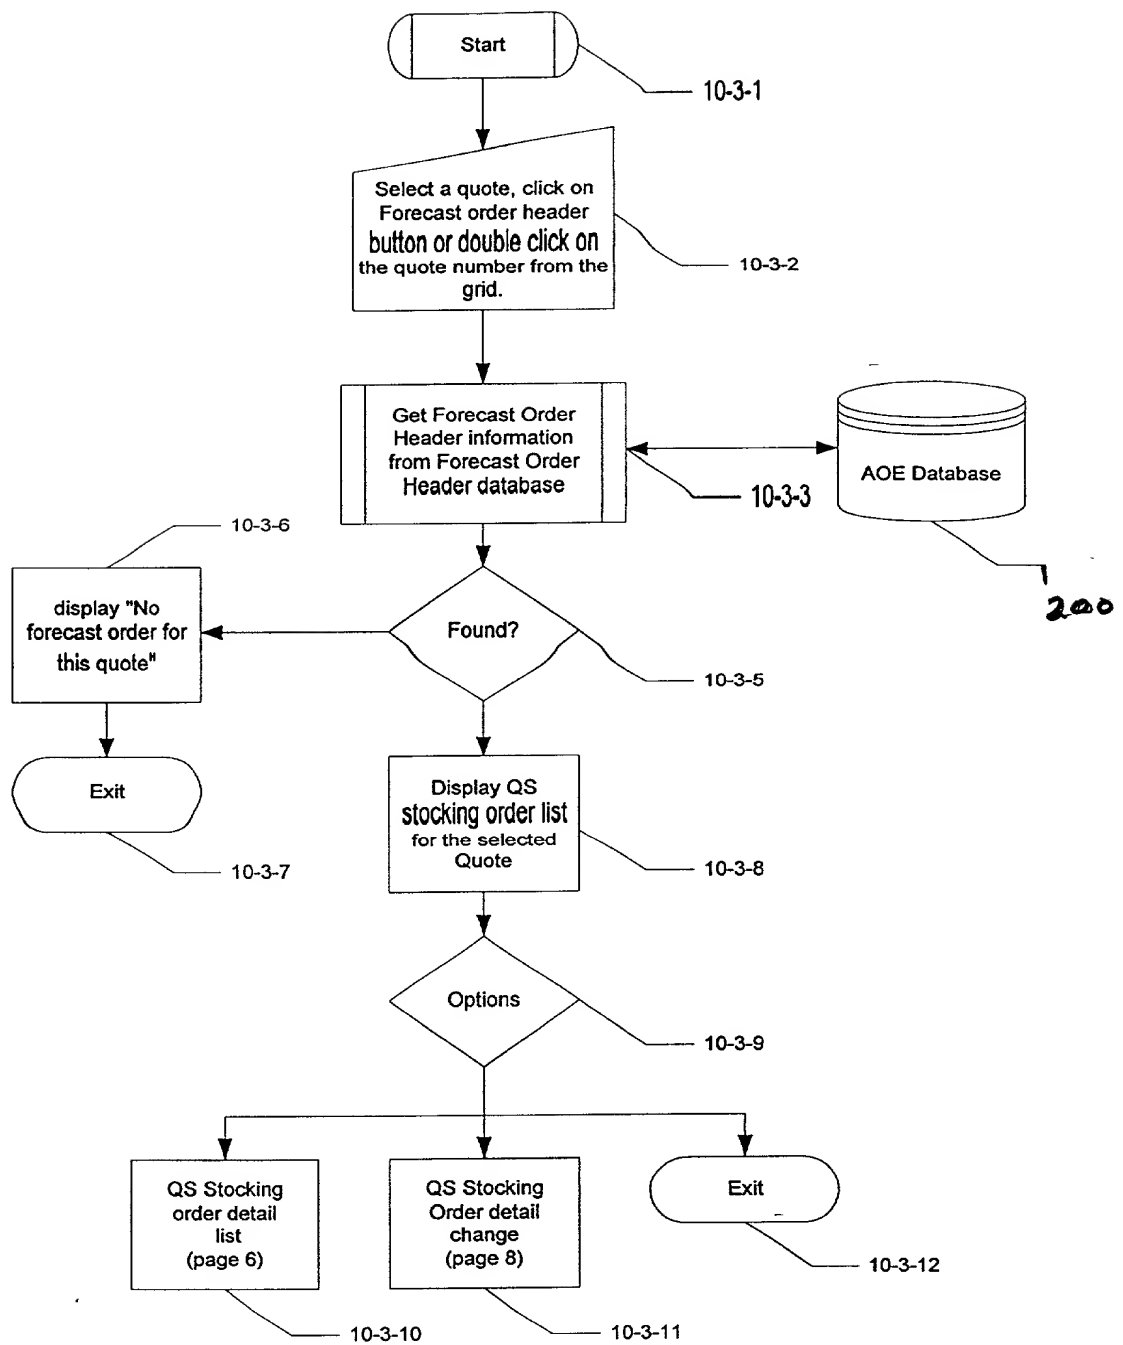 Start
10-3-1
Select a quote, click on
Forecast order header
button or double click on
the quote number from the
grid.
10-3-2
Get Forecast Order
Header information
from Forecast Order
Header database
10-3-3
AOE Database
200
10-3-6
display "No
forecast order for
this quote"
Found?
10-3-5
Exit
10-3-7
Display QS
stocking order list
for the selected
Quote
10-3-8
Options
10-3-9
QS Stocking
order detail
list
(page 6)
10-3-10
QS Stocking
Order detail
change
(page 8)
10-3-11
Exit
10-3-12